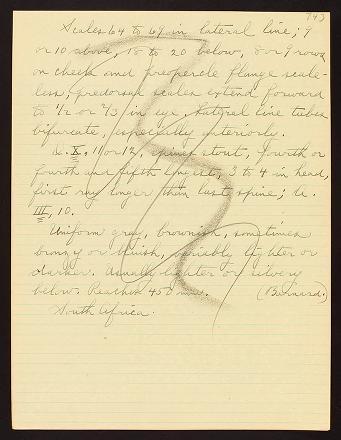 743
Scales 64 to 69 in lateral line; 9
or 10 above, 18 to 20 below, 8 or 9 rows
on cheek and preopercle flange scale-
less; predorsal scales extend forward
to 1/2 or 2/3 in eye, lateral line tubes
bifurcate, especially anteriorly.
D. X, 11 or 12, spines stout, fourth or
fourth and fifth longest, 3 to 4 in head,
first ray longer than last spine; A.
III, 10.
Uniform gray, brownish, sometimes
bronzy or bluish, variably lighter or
darker. Usually lighter or silvery
below. Reaches 450 mm. (Barnard.)
South Africa.